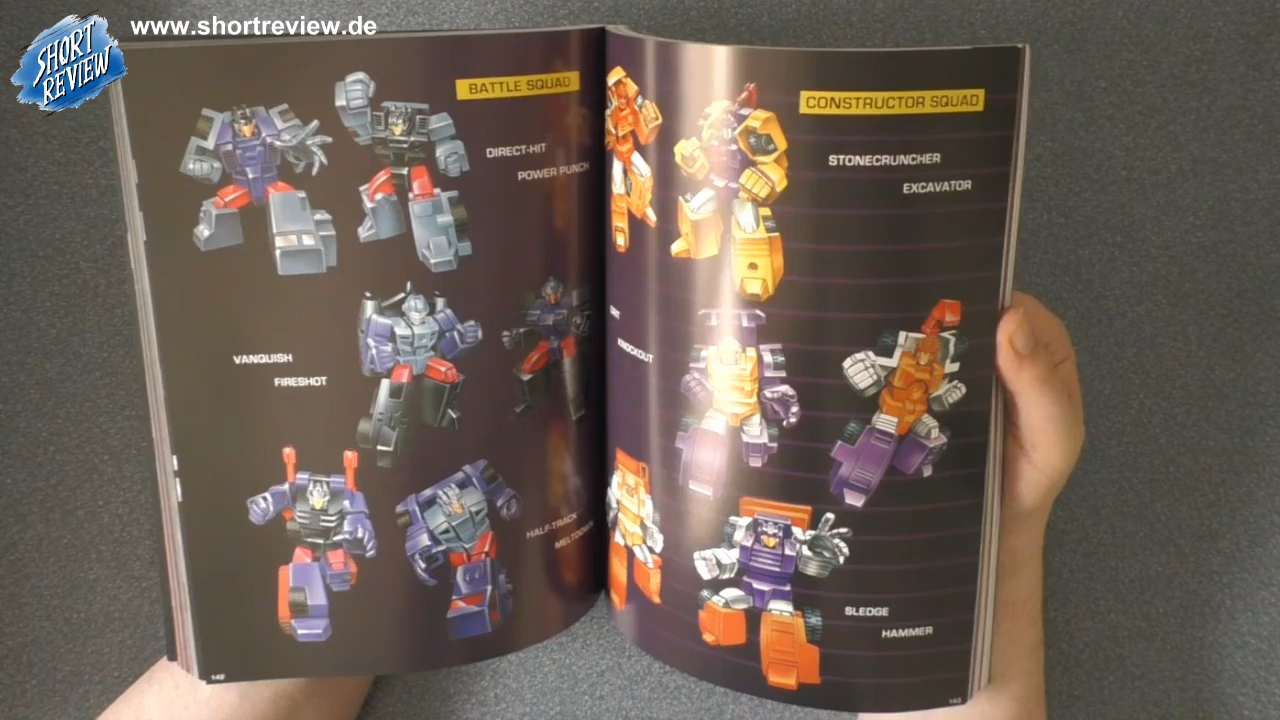 SHORT
REVIEW
www.shortreview.de
BATTLE SQUAD
DIRECT-HIT
POWER PUNCH
VANQUISH
FIRESHOT
HALF-TRACK
MELTDOWN
CONSTRUCTOR SQUAD
STONECRUNCHER
EXCAVATOR
KNOCKOUT
SLEDGE
HAMMER